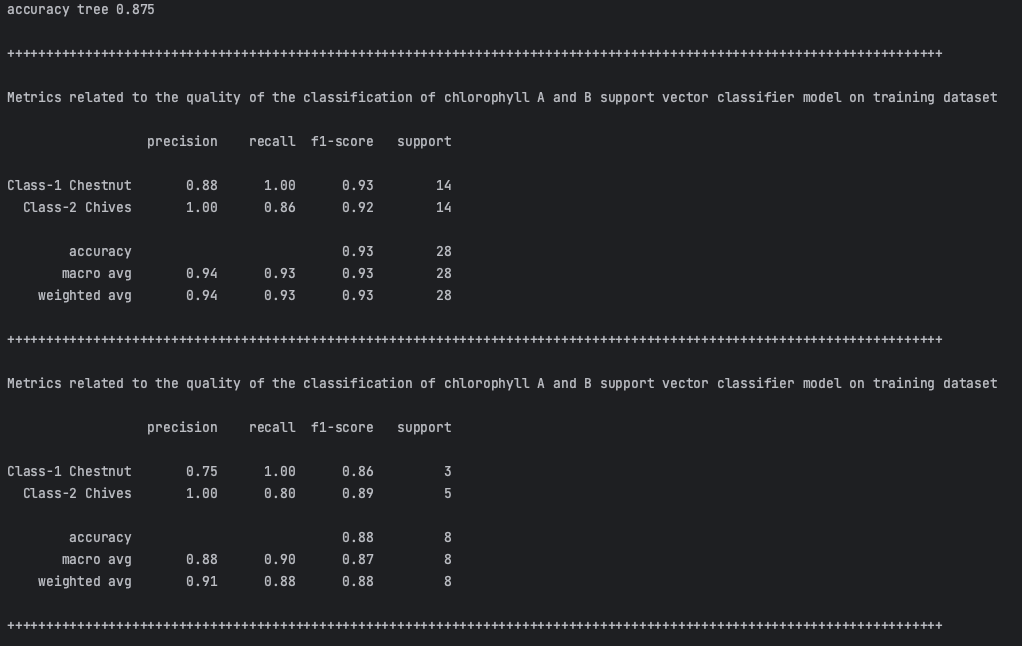 accuracy tree 0.875
++++++++++++++++++++++++++++++++++++++++++++++++++++++++++++++++++++++++++++++++++++++++++++++++++++++++++++++++++++++++
Metrics related to the quality of the classification of chlorophyll A and B support vector classifier model on training dataset
precision recall f1-score support
Class-1 Chestnut 0.88 1.00 0.93 14
Class-2 Chives 1.00 0.86 0.92 14
accuracy 0.93 28
macro avg 0.94 0.93 0.93 28
weighted avg 0.94 0.93 0.93 28
++++++++++++++++++++++++++++++++++++++++++++++++++++++++++++++++++++++++++++++++++++++++++++++++++++++++++++++++++++++++
Metrics related to the quality of the classification of chlorophyll A and B support vector classifier model on training dataset
precision recall f1-score support
Class-1 Chestnut 0.75 1.00 0.86 3
Class-2 Chives 1.00 0.80 0.89 5
accuracy 0.88 8
macro avg 0.88 0.90 0.87 8
weighted avg 0.91 0.88 0.88 8
++++++++++++++++++++++++++++++++++++++++++++++++++++++++++++++++++++++++++++++++++++++++++++++++++++++++++++++++++++++++